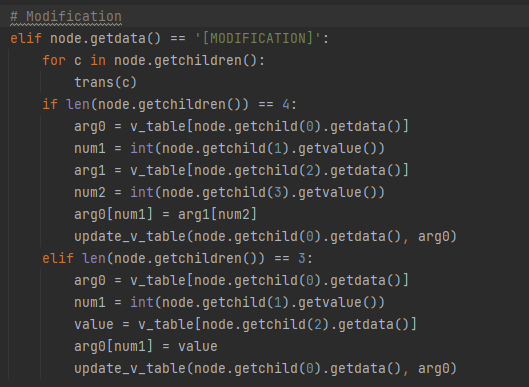 # Modification
elif node.getdata() == '[MODIFICATION]':
    for c in node.getchildren():
        trans(c)
    if len(node.getchildren()) == 4:
        arg0 = v_table[node.getchild(0).getdata()]
        num1 = int(node.getchild(1).getvalue())
        arg1 = v_table[node.getchild(2).getdata()]
        num2 = int(node.getchild(3).getvalue())
        arg0[num1] = arg1[num2]
        update_v_table(node.getchild(0).getdata(), arg0)
    elif len(node.getchildren()) == 3:
        arg0 = v_table[node.getchild(0).getdata()]
        num1 = int(node.getchild(1).getvalue())
        value = v_table[node.getchild(2).getdata()]
        arg0[num1] = value
        update_v_table(node.getchild(0).getdata(), arg0)